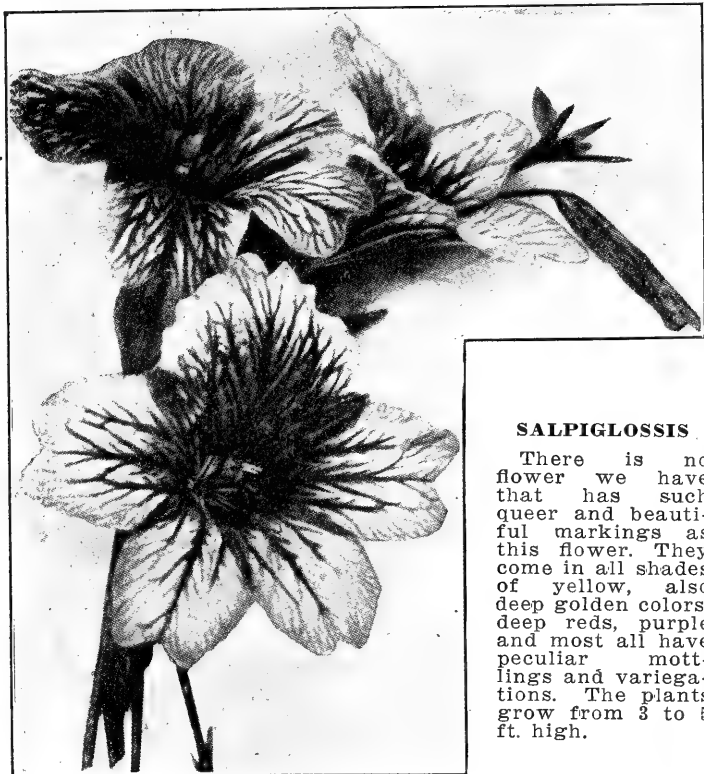 SALPIGLOSSIS
There is no
flower we have
that has such
queer and beauti-
ful markings as
this flower. They
come in all shades
of yellow, also
deep golden colors
deep reds, purple
and most all have
peculiar mott-
lings and variega-
tions. The plants
grow from 3 to
ft. high.